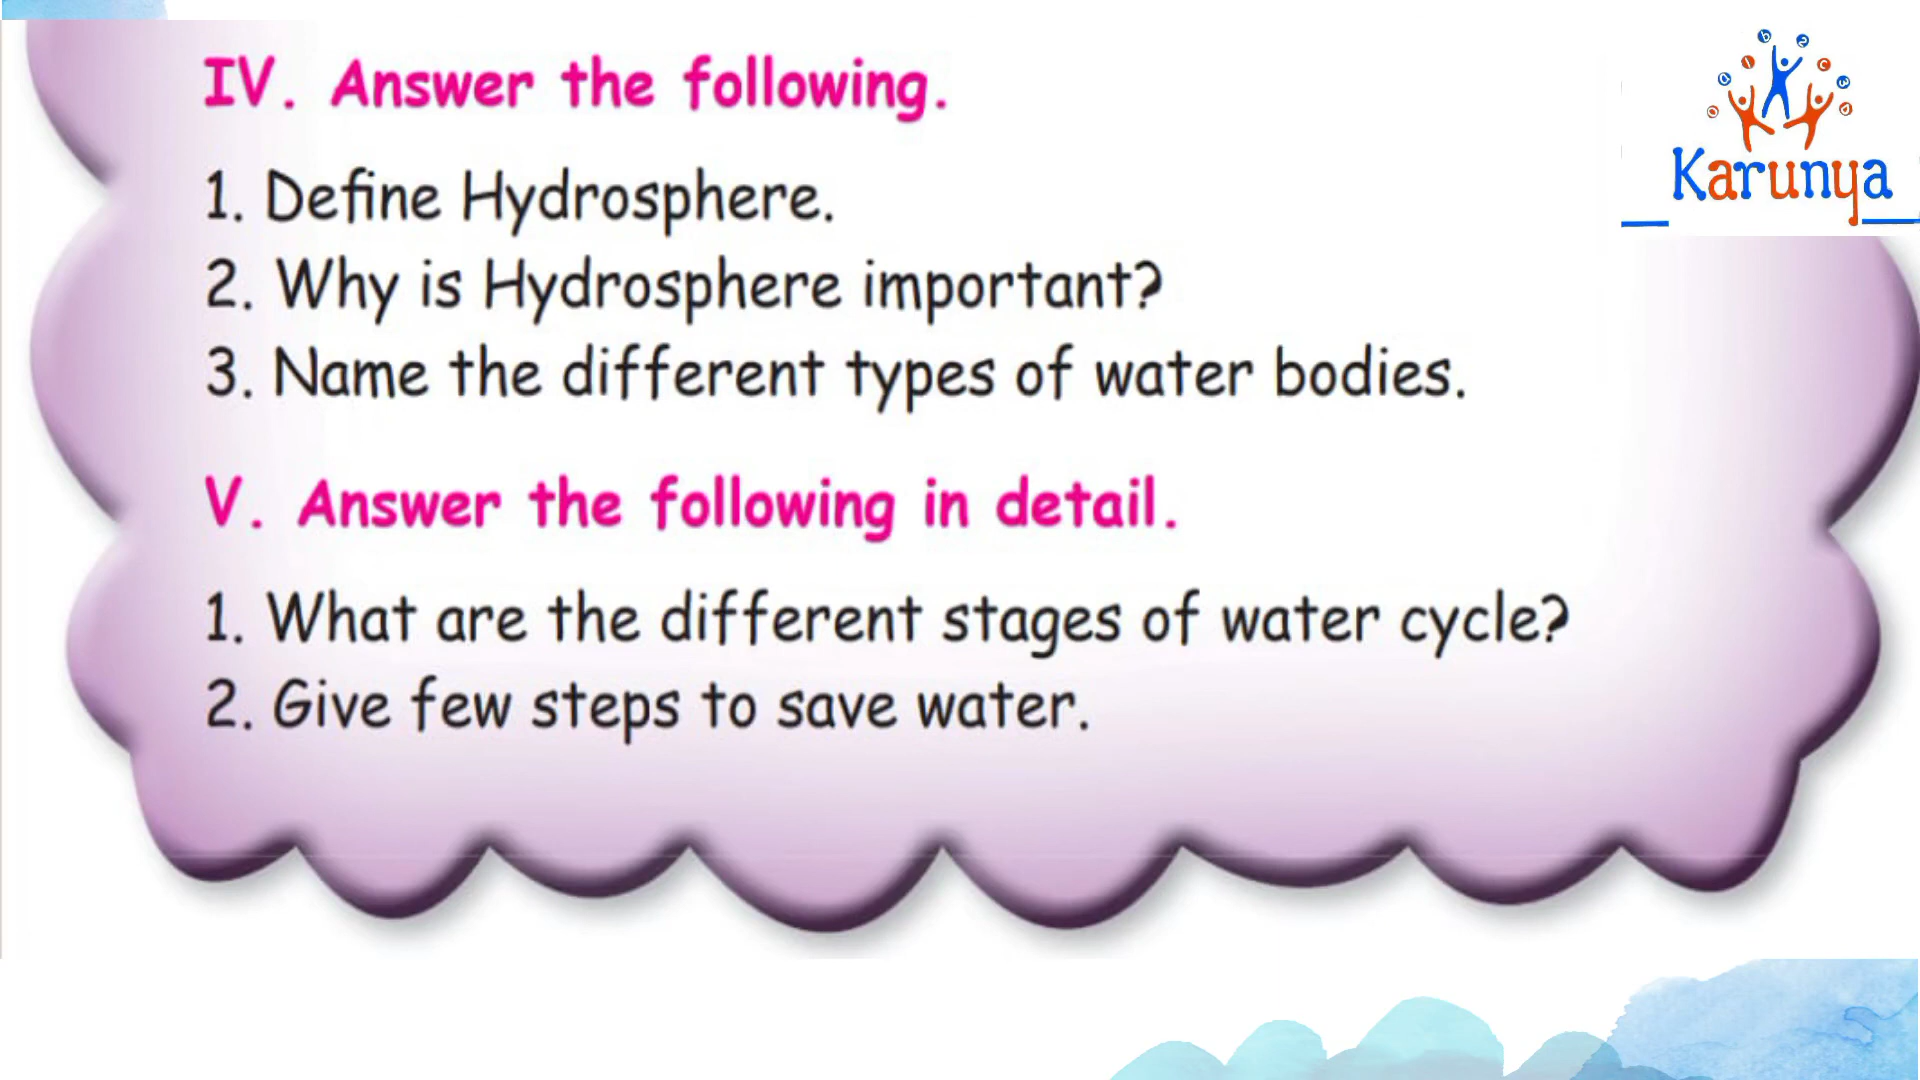 IV. Answer the following.
Karunya
1. Define Hydrosphere.
2. Why is Hydrosphere important?
3. Name the different types of water bodies.
V. Answer the following in detail.
1. What are the different stages of water cycle?
2. Give few steps to save water.